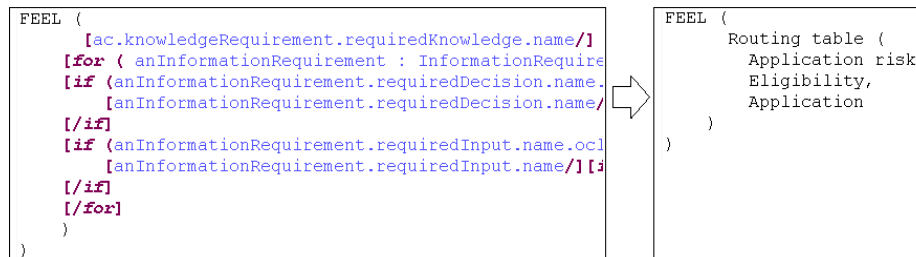 FEEL (
[ac.knowledgeRequirement.requiredKnowledge.name/]
[for ( anInformationRequirement : InformationRequire
[if (anInformationRequirement.requiredDecision.name.
[anInformationRequirement.requiredDecision.name/
[/if]
[if (anInformationRequirement.requiredInput.name.ocl
[anInformationRequirement.requiredInput.name/][i
[/if]
[/for]
)
)
FEEL (
Routing table (
Application risk
Eligibility,
Application
)
)